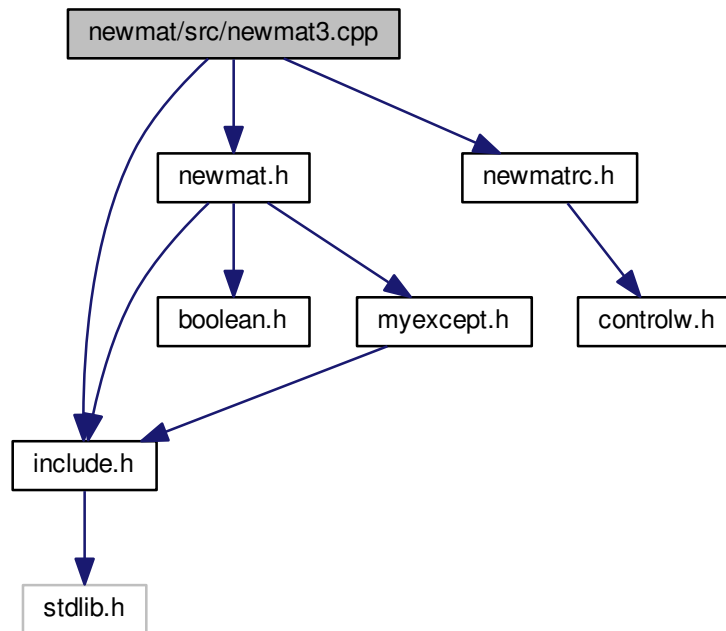 newmat/src/newmat3.cpp
newmat.h
newmatrc.h
boolean.h
myexcept.h
controlw.h
include.h
stdlib.h